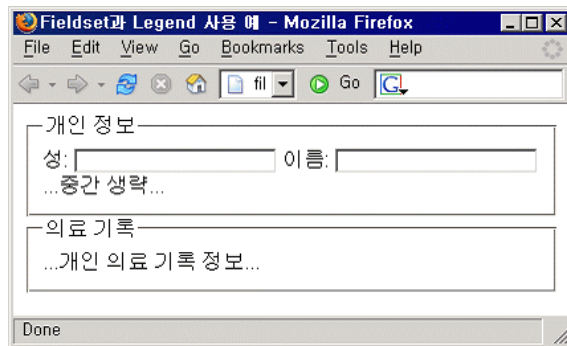 Fieldset과 Legend 사용 예 - Mozilla Firefox
File Edit View Go Bookmarks Tools Help
fil Go G
개인 정보
성: 이름:
...중간 생략...
의료 기록
...개인 의료 기록 정보...
Done